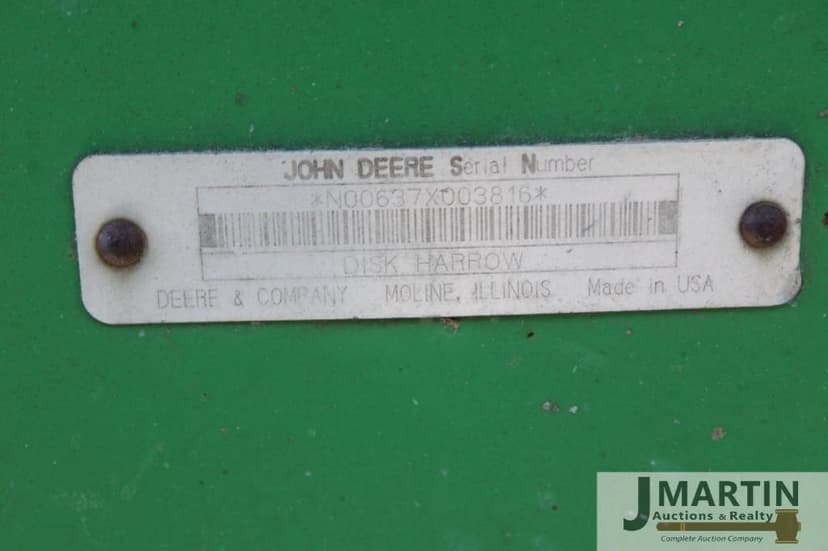 JOHN DEERE Serial Number
*N00637X003816*
DISK HARROW
DEERE & COMPANY MOLINE, ILLINOIS Made in USA
JMARTIN
Auctions & Realty
Complete Auction Company